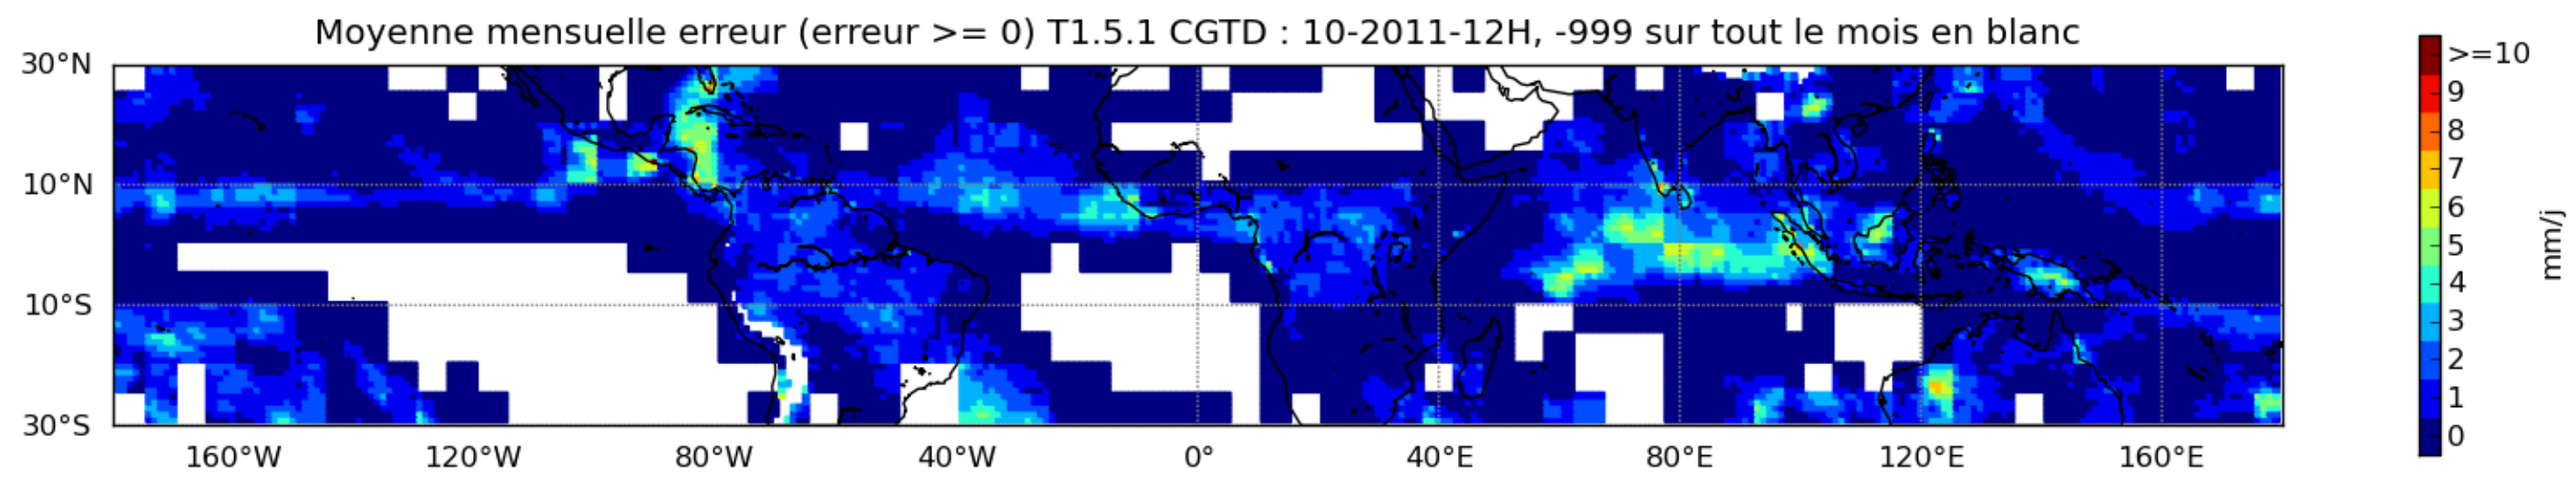 Moyenne mensuelle erreur (erreur >= 0) T1.5.1 CGTD : 10-2011-12H, -999 sur tout le mois en blanc
30°N
10°N
10°S
30°S
160°W 120°W 80°W 40°W 0° 40°E 80°E 120°E 160°E
>=10
9
8
7
6
5
4
3
2
1
0
mm/j